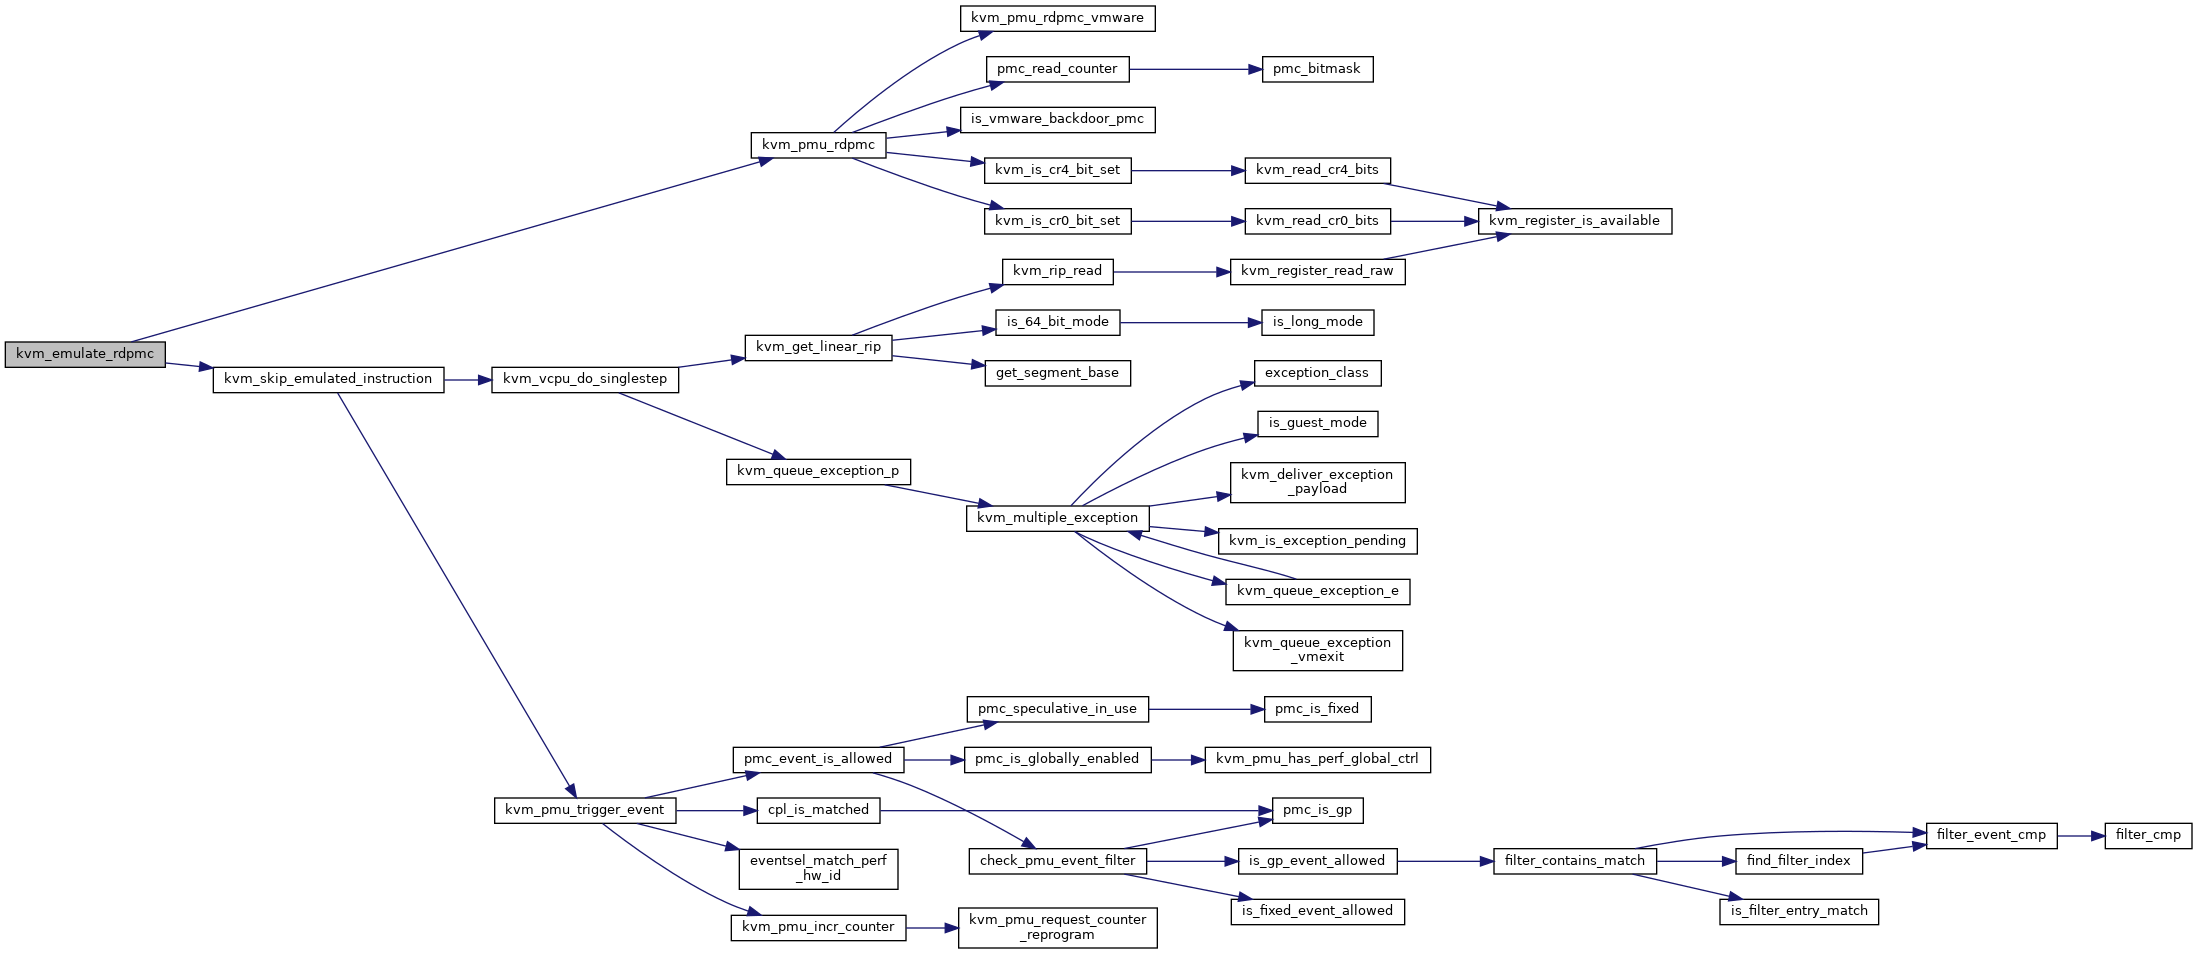 kvm_pmu_rdpmc_vmware
pmc_read_counter
pmc_bitmask
is_vmware_backdoor_pmc
kvm_pmu_rdpmc
kvm_is_cr4_bit_set
kvm_read_cr4_bits
kvm_is_cr0_bit_set
kvm_read_cr0_bits
kvm_register_is_available
kvm_rip_read
kvm_register_read_raw
is_64_bit_mode
is_long_mode
kvm_get_linear_rip
kvm_emulate_rdpmc
get_segment_base
exception_class
kvm_skip_emulated_instruction
kvm_vcpu_do_singlestep
is_guest_mode
kvm_queue_exception_p
kvm_deliver_exception
_payload
kvm_multiple_exception
kvm_is_exception_pending
kvm_queue_exception_e
kvm_queue_exception
_vmexit
pmc_speculative_in_use
pmc_is_fixed
pmc_event_is_allowed
pmc_is_globally_enabled
kvm_pmu_has_perf_global_ctrl
kvm_pmu_trigger_event
cpl_is_matched
pmc_is_gp
filter_event_cmp
filter_cmp
eventsel_match_perf
_hw_id
check_pmu_event_filter
is_gp_event_allowed
filter_contains_match
find_filter_index
is_fixed_event_allowed
is_filter_entry_match
kvm_pmu_incr_counter
kvm_pmu_request_counter
_reprogram